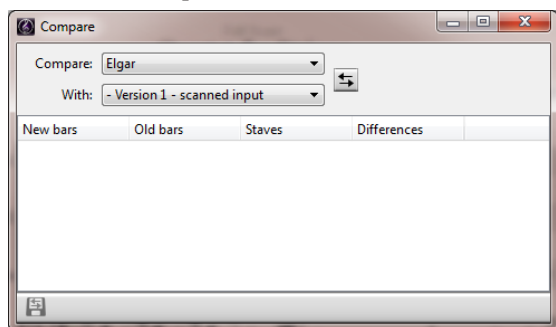 Compare
Compare: Elgar
With: - Version 1 - scanned input
New bars Old bars Staves Differences